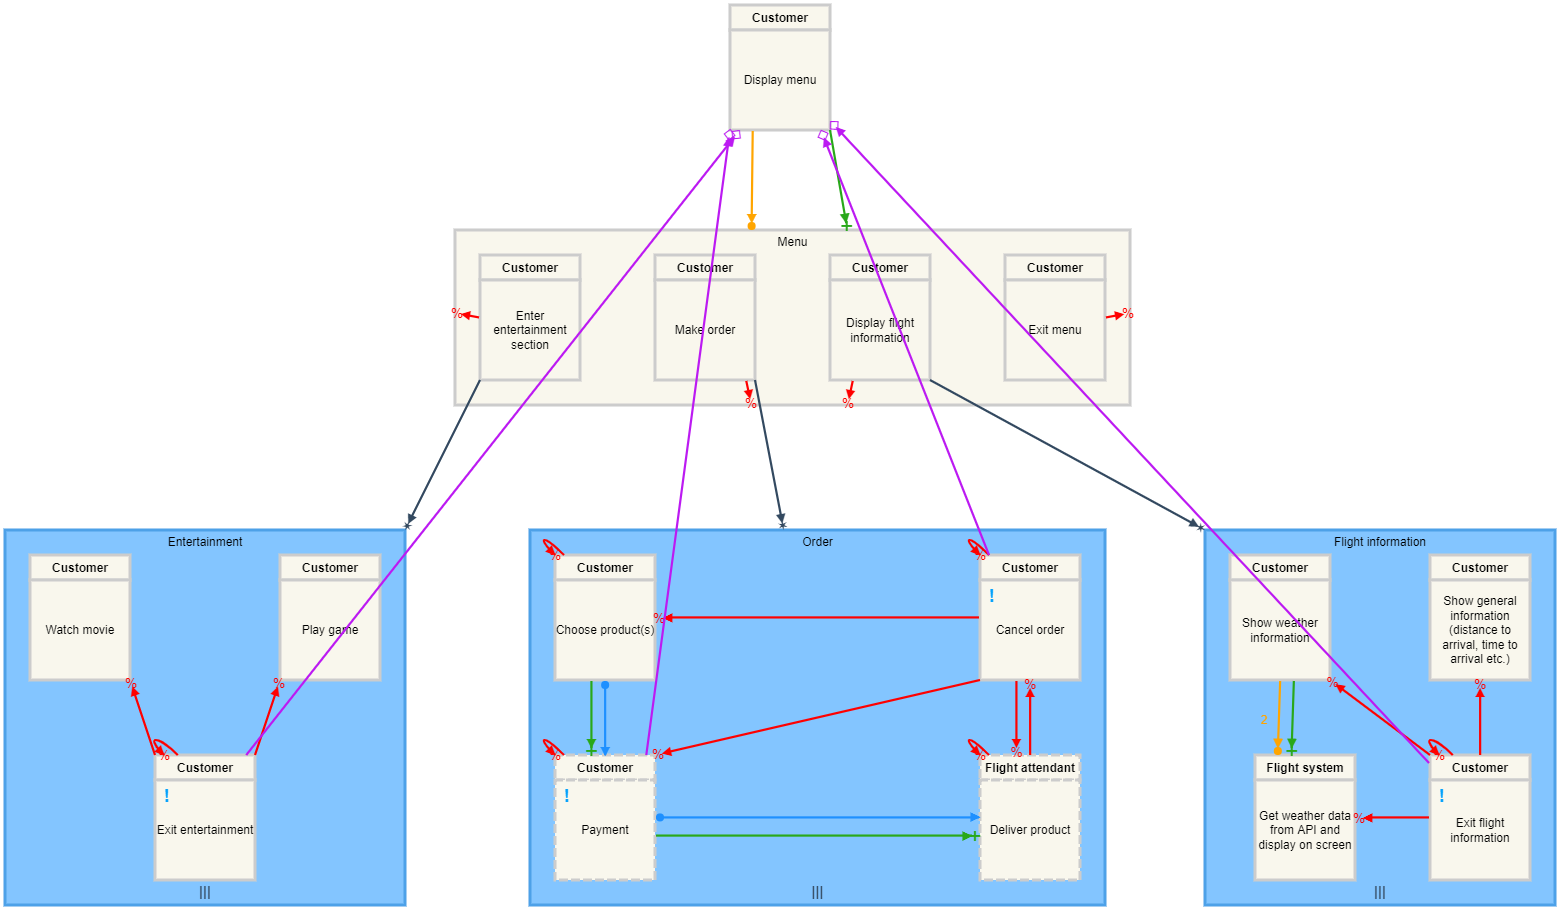 Customer
Display menu
Menu
Customer
Enter
entertainment
section
%
Customer
Make order
%
Customer
Display flight
information
%
Customer
Exit menu
%
Entertainment
Customer
Watch movie
%
Customer
Play game
%
%
Customer
!
Exit entertainment
Order
%
Customer
Choose product(s)
%
%
Customer
!
Cancel order
%
%
%
Customer
!
Payment
%
%
%
Flight attendant
Deliver product
Flight information
Customer
Show weather
information
%
Customer
Show general
information
(distance to
arrival, time to
arrival etc.)
%
Flight system
Get weather data
from API and
display on screen
%
%
Customer
!
Exit flight
information